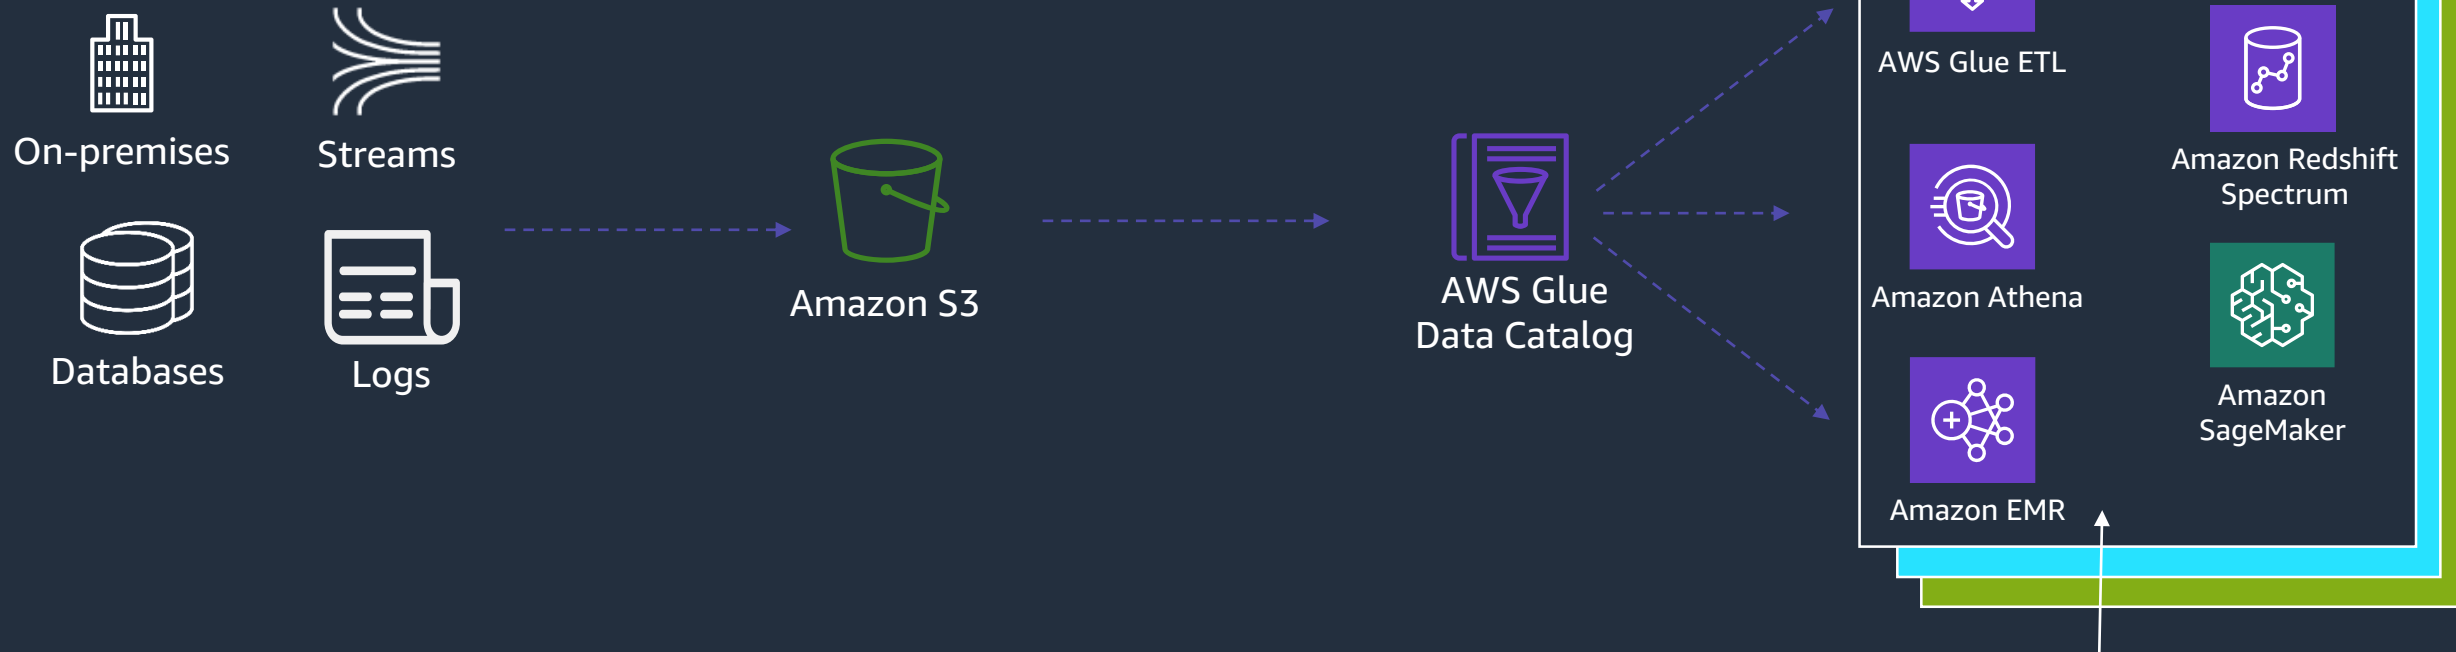 On-premises
Streams
Databases
Logs
Amazon S3
AWS Glue
Data Catalog
AWS Glue ETL
Amazon Athena
Amazon EMR
Amazon Redshift
Spectrum
Amazon
SageMaker